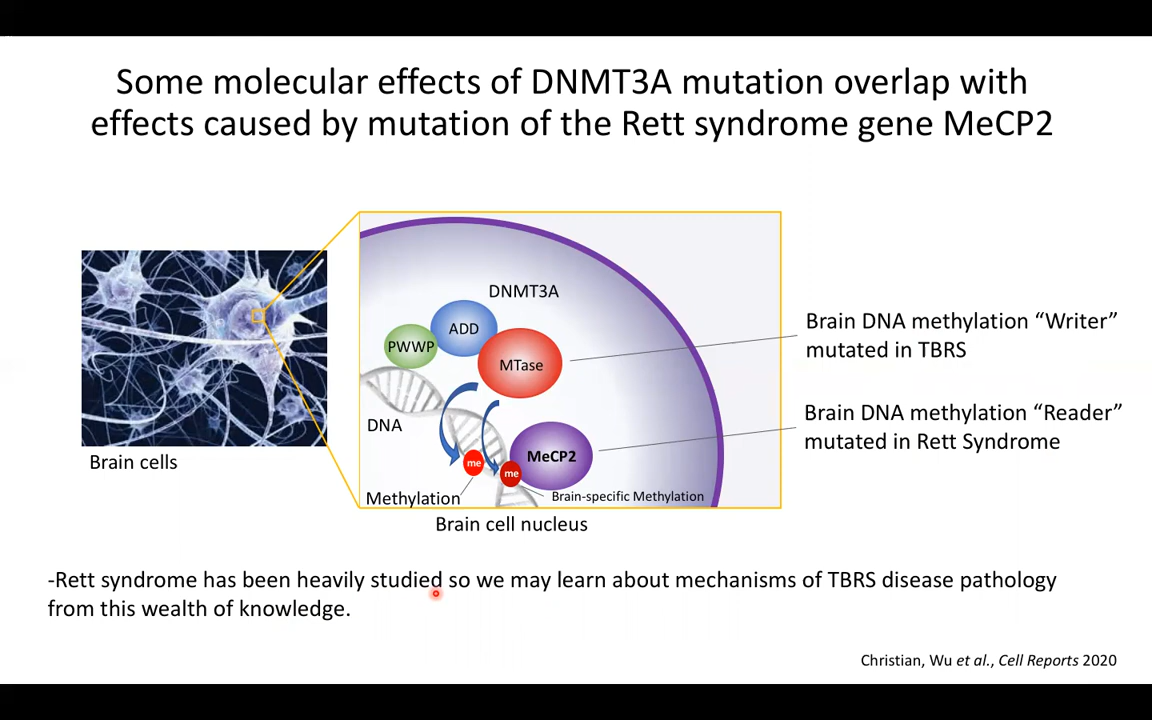 Some molecular effects of DNMT3A mutation overlap with
effects caused by mutation of the Rett syndrome gene MeCP2
DNMT3A
ADD
PWWP
MTase
DNA
MeCP2
me
me
Methylation
Brain-specific Methylation
Brain cells
Brain cell nucleus
Brain DNA methylation “Writer”
mutated in TBRS
Brain DNA methylation “Reader”
mutated in Rett Syndrome
-Rett syndrome has been heavily studied so we may learn about mechanisms of TBRS disease pathology
from this wealth of knowledge.
Christian, Wu et al., Cell Reports 2020